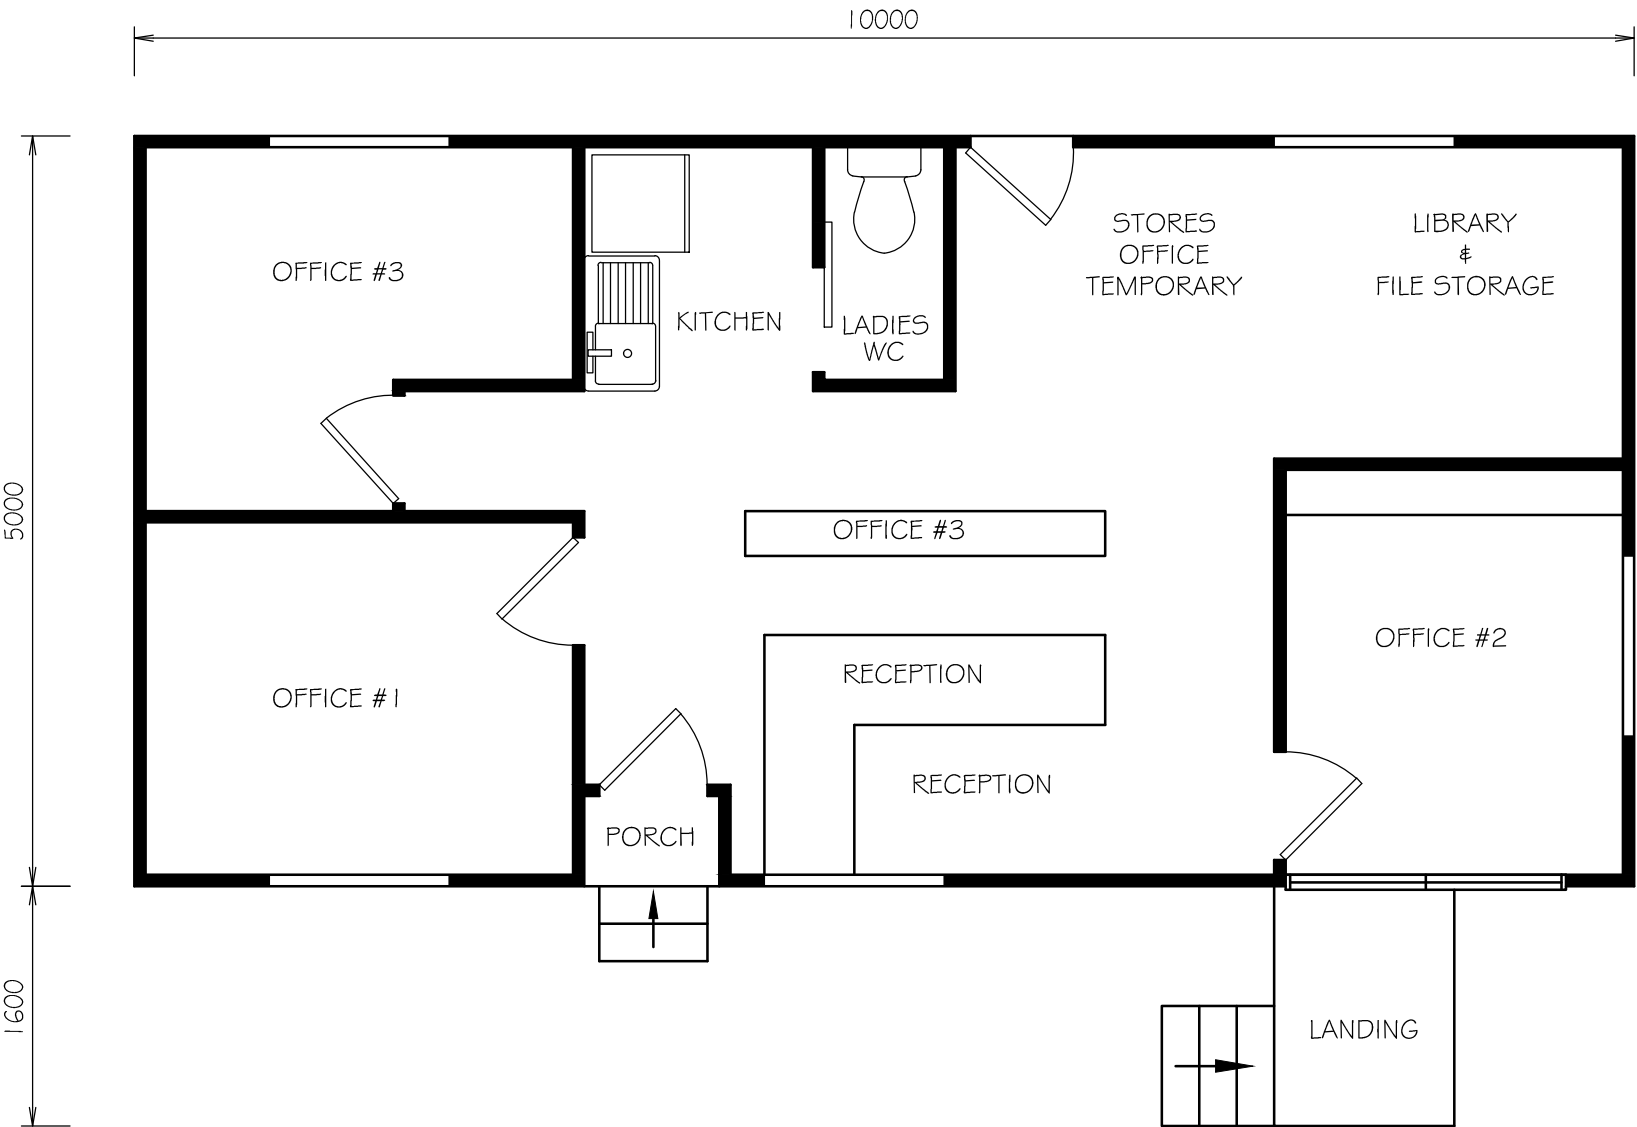 10000
STORES
OFFICE
TEMPORARY
LIBRARY
&
FILE STORAGE
OFFICE #3
KITCHEN
LADIES
WC
5000
OFFICE #3
OFFICE #2
RECEPTION
OFFICE #1
RECEPTION
PORCH
1600
LANDING